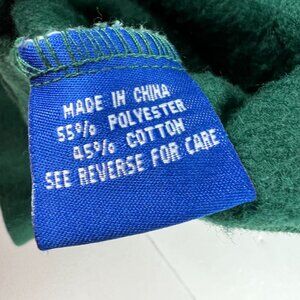 MADE IN CHINA
55% POLYESTER
45% COTTON
SEE REVERSE FOR CARE